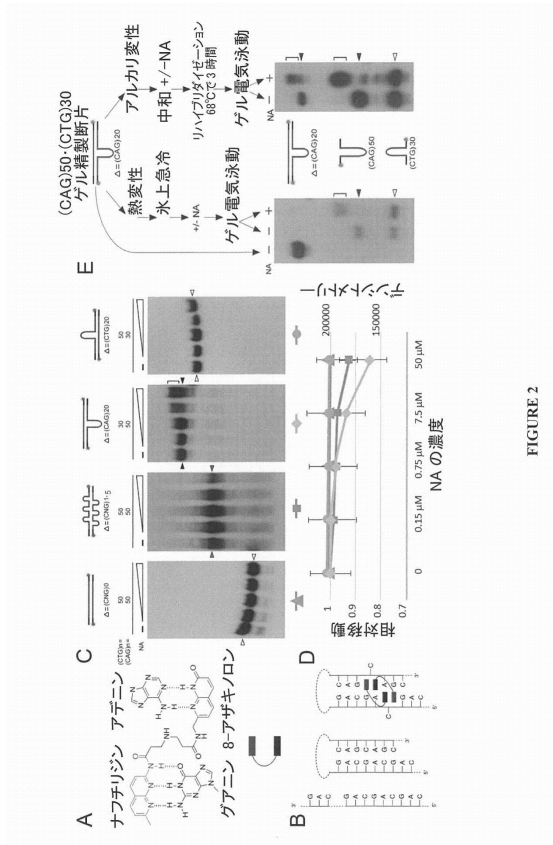 A
ナフチリジン アデニン
グアニン 8-アザキノロン
B
C
(CTG)n=
(CAG)n=
NA
Δ=(CNG)0
50
50
Δ=(CNG)1-5
50
50
Δ=(CAG)20
30
50
Δ=(CTG)20
50
30
D
相対移動
1
0.9
0.8
0.7
0
0.15 μM
0.75 μM
7.5 μM
50 μM
NAの濃度
200000
150000
デンシトメトリー
E
(CAG)50・(CTG)30
ゲル精製断片
Δ=(CAG)20
熱変性
氷上急冷
+/- NA
ゲル電気泳動
アルカリ変性
中和 +/-NA
リハイブリダイゼーション
68℃で3時間
ゲル電気泳動
NA − − +
NA − +
Δ=(CAG)20
(CAG)50
(CTG)30
FIGURE 2